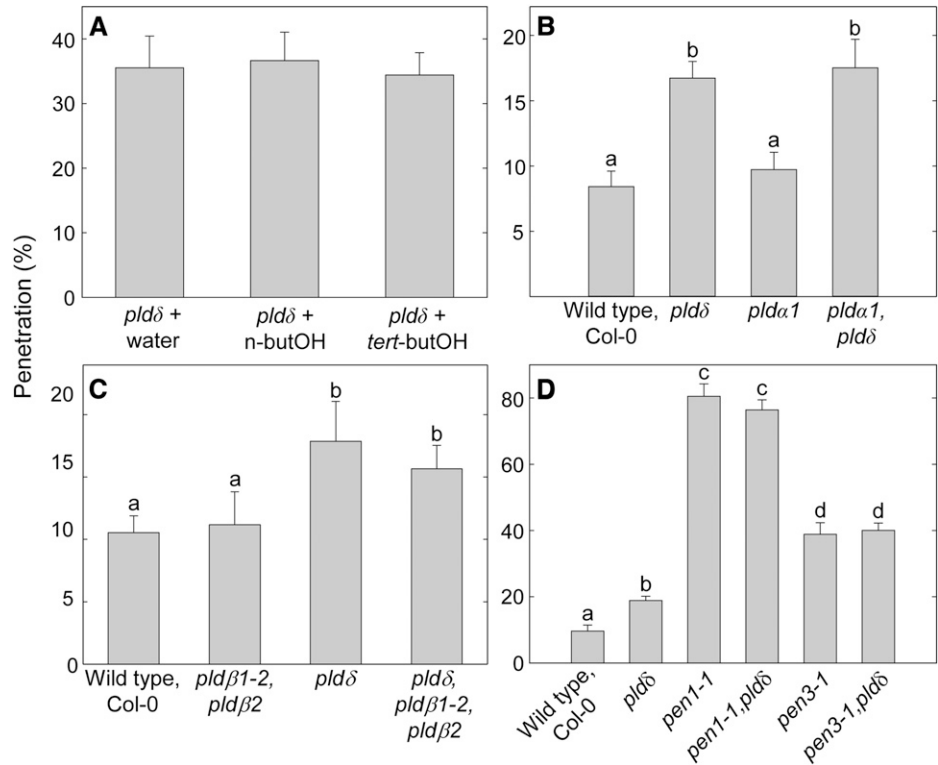 Penetration (%)
A
40
30
20
10
0
pldδ +
water
pldδ +
n-butOH
pldδ +
tert-butOH
B
20
15
10
5
a
b
a
b
Wild type,
Col-0
pldδ
pldα1
pldα1,
pldδ
C
20
15
10
5
0
a
a
b
b
Wild type,
Col-0
pldβ1-2,
pldβ2
pldδ
pldδ,
pldβ1-2,
pldβ2
D
80
60
40
20
0
a
b
c
c
d
d
Wild type,
Col-0
pldδ
pen1-1
pen1-1,pldδ
pen3-1
pen3-1,pldδ